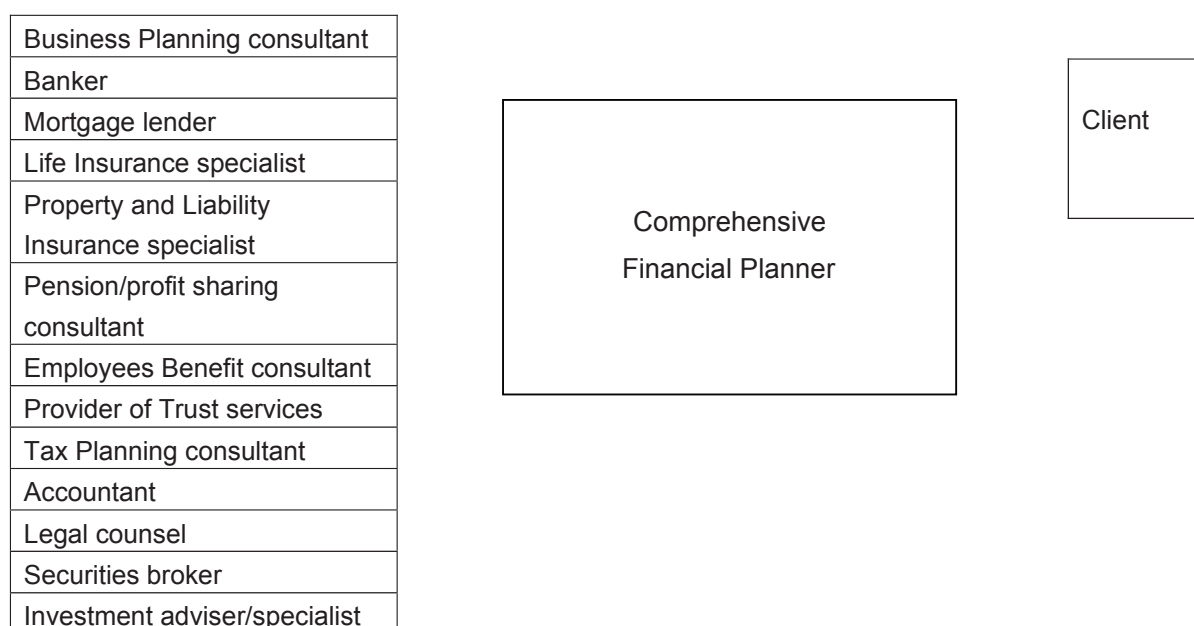 Business Planning consultant
Banker
Mortgage lender
Life Insurance specialist
Property and Liability
Insurance specialist
Pension/profit sharing
consultant
Employees Benefit consultant
Provider of Trust services
Tax Planning consultant
Accountant
Legal counsel
Securities broker
Investment adviser/specialist
Comprehensive
Financial Planner
Client